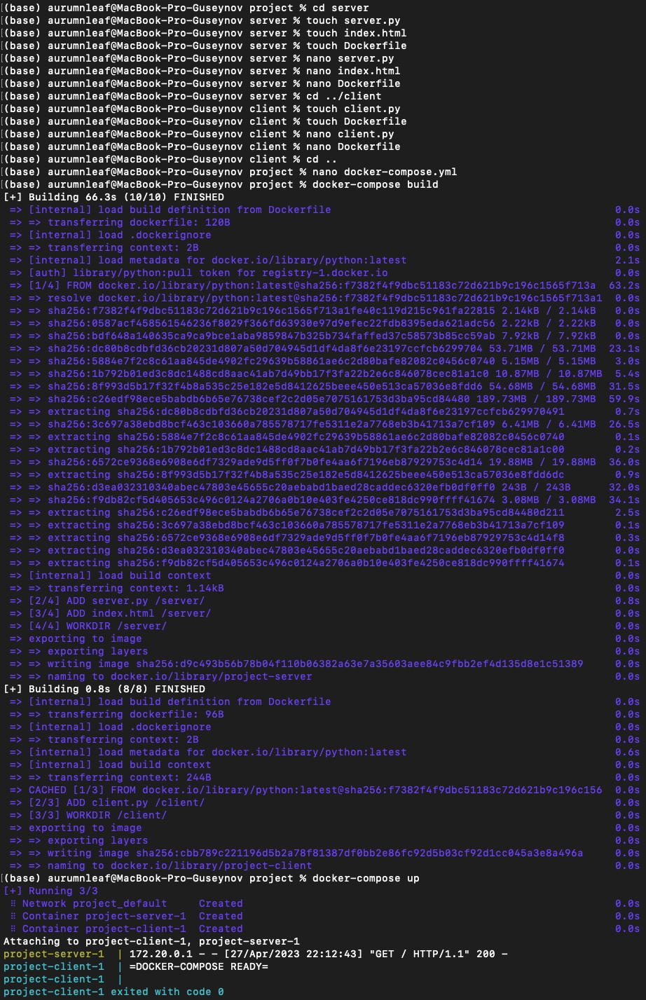 [(base) aurumnleaf@MacBook-Pro-Guseynov project % cd server
[(base) aurumnleaf@MacBook-Pro-Guseynov server % touch server.py
[(base) aurumnleaf@MacBook-Pro-Guseynov server % touch index.html
[(base) aurumnleaf@MacBook-Pro-Guseynov server % touch Dockerfile
[(base) aurumnleaf@MacBook-Pro-Guseynov server % nano server.py
[(base) aurumnleaf@MacBook-Pro-Guseynov server % nano index.html
[(base) aurumnleaf@MacBook-Pro-Guseynov server % nano Dockerfile
[(base) aurumnleaf@MacBook-Pro-Guseynov server % cd ../client
[(base) aurumnleaf@MacBook-Pro-Guseynov client % touch client.py
[(base) aurumnleaf@MacBook-Pro-Guseynov client % touch Dockerfile
[(base) aurumnleaf@MacBook-Pro-Guseynov client % nano client.py
[(base) aurumnleaf@MacBook-Pro-Guseynov client % nano Dockerfile
[(base) aurumnleaf@MacBook-Pro-Guseynov client % cd ..
[(base) aurumnleaf@MacBook-Pro-Guseynov project % nano docker-compose.yml
[(base) aurumnleaf@MacBook-Pro-Guseynov project % docker-compose build
[+] Building 66.3s (10/10) FINISHED
=> [internal] load build definition from Dockerfile 0.0s
=> => transferring dockerfile: 120B 0.0s
=> [internal] load .dockerignore 0.0s
=> => transferring context: 2B 0.0s
=> [internal] load metadata for docker.io/library/python:latest 2.1s
=> [auth] library/python:pull token for registry-1.docker.io 0.0s
=> [1/4] FROM docker.io/library/python:latest@sha256:f7382f4f9dbc51183c72d621b9c196c1565f713a 63.2s
=> => resolve docker.io/library/python:latest@sha256:f7382f4f9dbc51183c72d621b9c196c1565f713a1 0.0s
=> => sha256:f7382f4f9dbc51183c72d621b9c196c1565f713a1fe40c119d215c961fa22815 2.14kB / 2.14kB 0.0s
=> => sha256:0587acf458561546236f8029f366fd63930e97d9efec22fdb8395eda621adc56 2.22kB / 2.22kB 0.0s
=> => sha256:bdf648a140635ca9ca9bce1aba9859847b325b734faffed37c58573b85cc59ab 7.92kB / 7.92kB 0.0s
=> => sha256:dc80b8cdbfd36cb20231d807a50d704945d1df4da8f6e23197ccfcb6299704 53.71MB / 53.71MB 23.1s
=> => sha256:5884e7f2c8c61aa845de4902fc29639b58861ae6c2d80bafe82082c0456c0740 5.15MB / 5.15MB 3.0s
=> => sha256:1b792b01ed3c8dc1488cd8aac41ab7d49bb17f3fa22b2e6c846078cec81a1c0 10.87MB / 10.87MB 5.4s
=> => sha256:8f993d5b17f32f4b8a535c25e182e5d8412625beee450e513ca57036e8fdd6 54.68MB / 54.68MB 31.5s
=> => sha256:c26edf98ece5babdb6b65e76738cef2c2d05e7075161753d3ba95cd84480 189.73MB / 189.73MB 59.9s
=> => extracting sha256:dc80b8cdbfd36cb20231d807a50d704945d1df4da8f6e23197ccfcb629970491 0.7s
=> => sha256:3c697a38ebd8bcf463c103660a785578717fe5311e2a7768eb3b41713a7cf109 6.41MB / 6.41MB 26.5s
=> => extracting sha256:5884e7f2c8c61aa845de4902fc29639b58861ae6c2d80bafe82082c0456c0740 0.1s
=> => extracting sha256:1b792b01ed3c8dc1488cd8aac41ab7d49bb17f3fa22b2e6c846078cec81a1c00 0.2s
=> => sha256:6572ce9368e6908e6df7329ade9d5ff0f7b0fe4aa6f7196eb87929753c4d14 19.88MB / 19.88MB 36.0s
=> => extracting sha256:8f993d5b17f32f4b8a535c25e182e5d8412625beee450e513ca57036e8fdd6dc 0.9s
=> => sha256:d3ea032310340abec47803e45655c20aebabd1baed28caddec6320efb0df0ff0 243B / 243B 32.0s
=> => sha256:f9db82cf5d405653c496c0124a2706a0b10e403fe4250ce818dc990ffff41674 3.08MB / 3.08MB 34.1s
=> => extracting sha256:c26edf98ece5babdb6b65e76738cef2c2d05e7075161753d3ba95cd84480d211 2.5s
=> => extracting sha256:3c697a38ebd8bcf463c103660a785578717fe5311e2a7768eb3b41713a7cf109 0.1s
=> => extracting sha256:6572ce9368e6908e6df7329ade9d5ff0f7b0fe4aa6f7196eb87929753c4d14f8 0.3s
=> => extracting sha256:d3ea032310340abec47803e45655c20aebabd1baed28caddec6320efb0df0ff0 0.0s
=> => extracting sha256:f9db82cf5d405653c496c0124a2706a0b10e403fe4250ce818dc990ffff41674 0.1s
=> [internal] load build context 0.0s
=> => transferring context: 1.14kB 0.0s
=> [2/4] ADD server.py /server/ 0.8s
=> [3/4] ADD index.html /server/ 0.0s
=> [4/4] WORKDIR /server/ 0.0s
=> exporting to image 0.0s
=> => exporting layers 0.0s
=> => writing image sha256:d9c493b56b78b04f110b06382a63e7a35603aee84c9fbb2ef4d135d8e1c51389 0.0s
=> => naming to docker.io/library/project-server 0.0s
[+] Building 0.8s (8/8) FINISHED
=> [internal] load build definition from Dockerfile 0.0s
=> => transferring dockerfile: 96B 0.0s
=> [internal] load .dockerignore 0.0s
=> => transferring context: 2B 0.0s
=> [internal] load metadata for docker.io/library/python:latest 0.6s
=> [internal] load build context 0.0s
=> => transferring context: 244B 0.0s
=> CACHED [1/3] FROM docker.io/library/python:latest@sha256:f7382f4f9dbc51183c72d621b9c196c156 0.0s
=> [2/3] ADD client.py /client/ 0.0s
=> [3/3] WORKDIR /client/ 0.0s
=> exporting to image 0.0s
=> => exporting layers 0.0s
=> => writing image sha256:cbb789c221196d5b2a78f81387df0bb2e86fc92d5b03cf92d1cc045a3e8a496a 0.0s
=> => naming to docker.io/library/project-client 0.0s
[(base) aurumnleaf@MacBook-Pro-Guseynov project % docker-compose up
[+] Running 3/3
⠿ Network project_default Created 0.0s
⠿ Container project-server-1 Created 0.0s
⠿ Container project-client-1 Created 0.0s
Attaching to project-client-1, project-server-1
project-server-1 | 172.20.0.1 - - [27/Apr/2023 22:12:43] "GET / HTTP/1.1" 200 -
project-client-1 | =DOCKER-COMPOSE READY=
project-client-1 |
project-client-1 exited with code 0